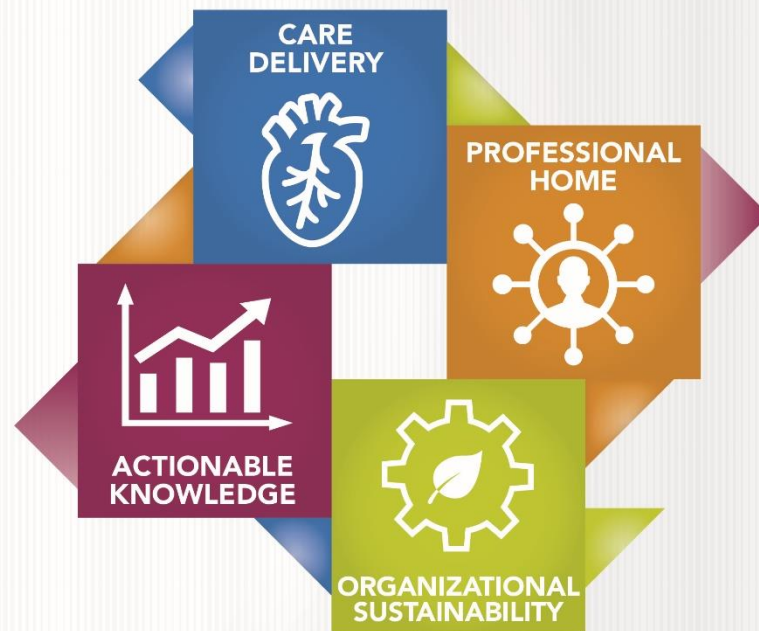 CARE
DELIVERY
PROFESSIONAL
HOME
ACTIONABLE
KNOWLEDGE
ORGANIZATIONAL
SUSTAINABILITY